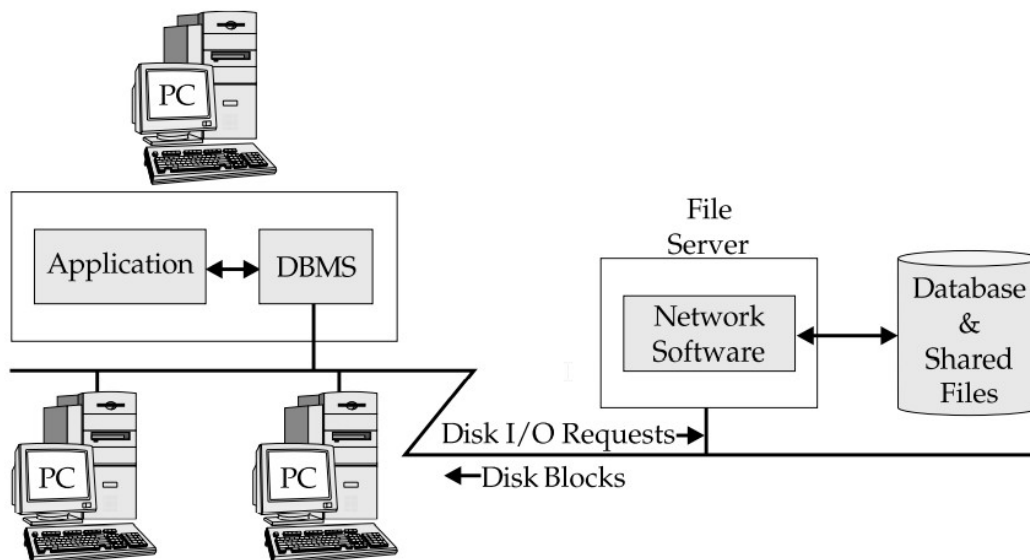 PC
File
Server
Application
DBMS
Network
Software
Database
&
Shared
Files
Disk I/O Requests
Disk Blocks
PC
PC